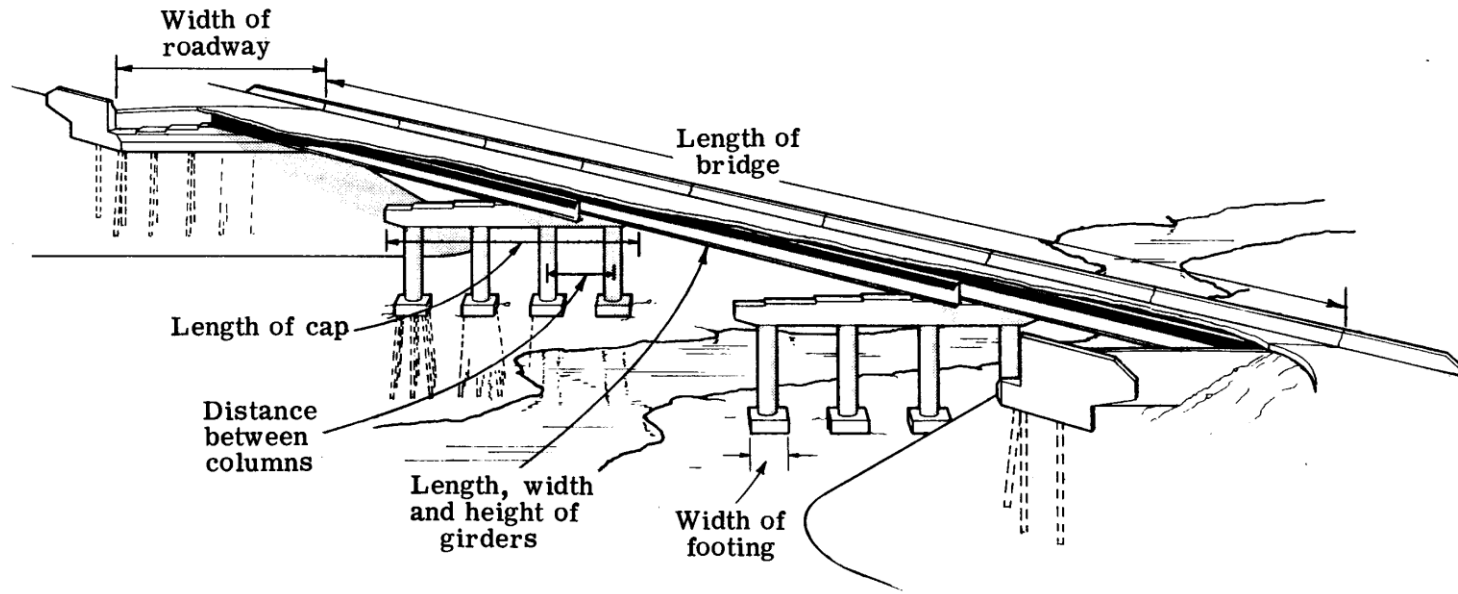 Width of
roadway
Length of
bridge
Length of cap
Distance
between
columns
Length, width
and height of
girders
Width of
footing